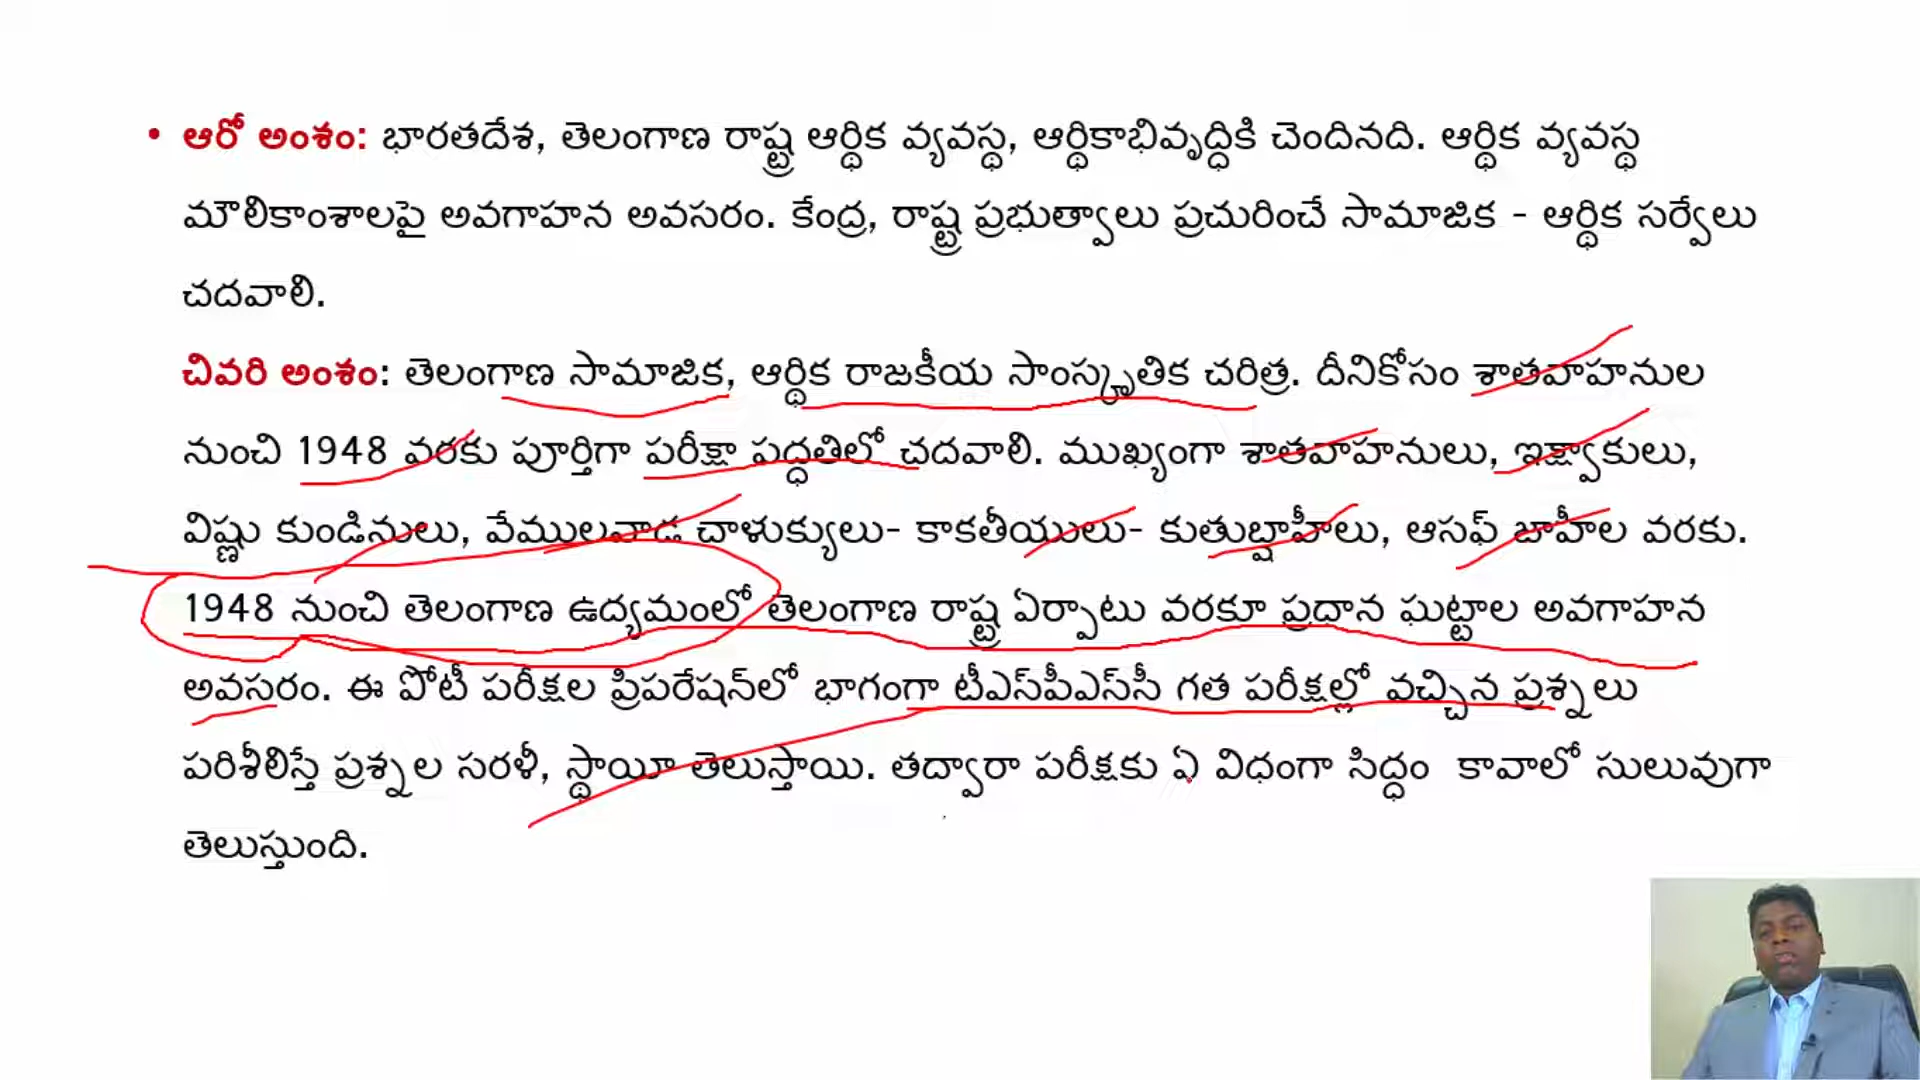 • ఆరో అంశం: భారతదేశ, తెలంగాణ రాష్ట్ర ఆర్థిక వ్యవస్థ, ఆర్థికాభివృద్ధికి చెందినది. ఆర్థిక వ్యవస్థ
మౌలికాంశాలపై అవగాహన అవసరం. కేంద్ర, రాష్ట్ర ప్రభుత్వాలు ప్రచురించే సామాజిక - ఆర్థిక సర్వేలు
చదవాలి.
చివరి అంశం: తెలంగాణ సామాజిక, ఆర్థిక రాజకీయ సాంస్కృతిక చరిత్ర. దీనికోసం శాతవాహనుల
నుంచి 1948 వరకు పూర్తిగా పరీక్షా పద్ధతిలో చదవాలి. ముఖ్యంగా శాతవాహనులు, ఇక్ష్వాకులు,
విష్ణు కుండినులు, వేములవాడ చాళుక్యులు- కాకతీయులు- కుతుబ్షాహీలు, ఆసఫ్ జాహీల వరకు.
1948 నుంచి తెలంగాణ ఉద్యమంలో తెలంగాణ రాష్ట్ర ఏర్పాటు వరకూ ప్రదాన ఘట్టాల అవగాహన
అవసరం. ఈ పోటీ పరీక్షల ప్రిపరేషన్‌లో భాగంగా టీఎస్‌పీఎస్‌సీ గత పరీక్షల్లో వచ్చిన ప్రశ్నలు
పరిశీలిస్తే ప్రశ్నల సరళీ, స్థాయీ తెలుస్తాయి. తద్వారా పరీక్షకు ఏ విధంగా సిద్ధం కావాలో సులువుగా
తెలుస్తుంది.